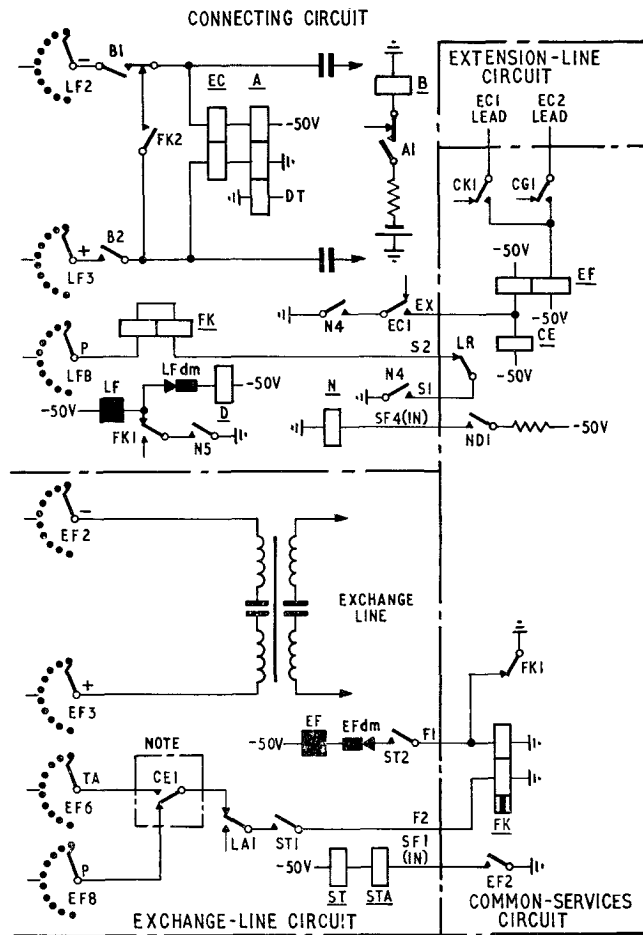 CONNECTING CIRCUIT
EXTENSION-LINE
CIRCUIT
EC1
LEAD
EC2
LEAD
LF2
−
B1
EC
A
B
-50V
FK2
A1
DT
CK1
CG1
LF3
+
B2
-50V
EF
EX
-50V
N4
EC1
CE
FK
P
LFB
S2
LR
-50V
LF
LFdm
-50V
D
N4
S1
-50V
N
FK1
N5
SF4(IN)
ND1
-50V
EF2
−
EXCHANGE
LINE
EF3
+
FK1
NOTE
EF
EFdm
F1
-50V
ST2
TA
CE1
EF6
F2
FK
LA1
ST1
SF1
(IN)
P
-50V
EF8
ST
STA
EF2
EXCHANGE-LINE CIRCUIT
COMMON-SERVICES
CIRCUIT